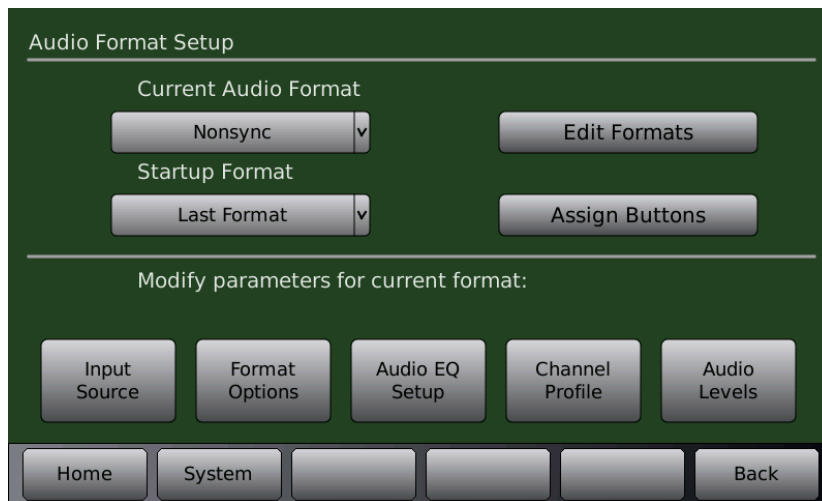 Audio Format Setup
Current Audio Format
Nonsync
v
Edit Formats
Startup Format
Last Format
v
Assign Buttons
Modify parameters for current format:
Input
Source
Format
Options
Audio EQ
Setup
Channel
Profile
Audio
Levels
Home
System
Back